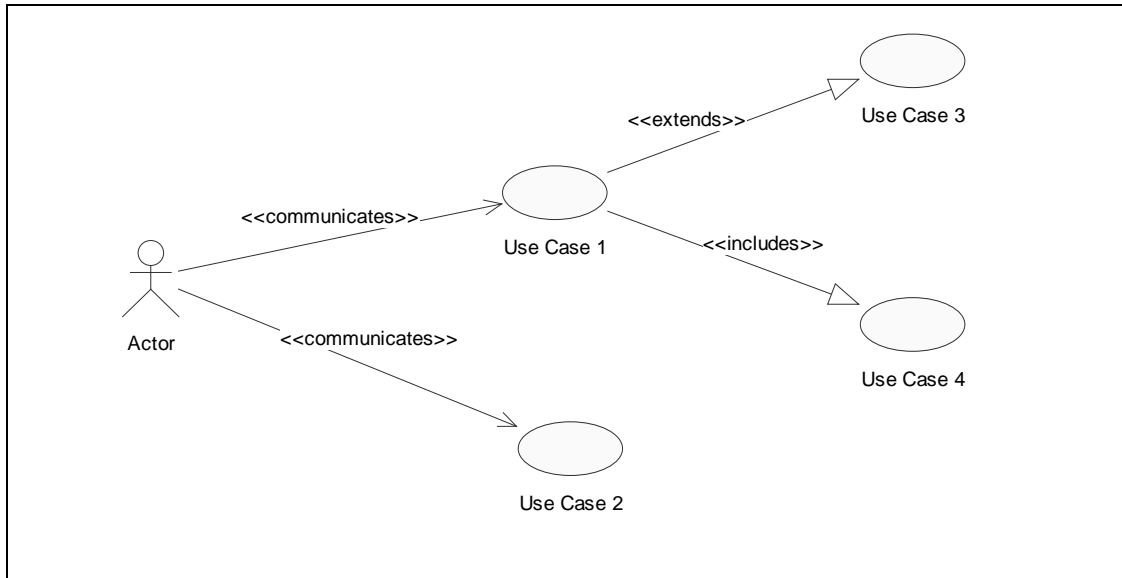 Use Case 3
<<extends>>
<<communicates>>
Use Case 1
<<includes>>
Actor
<<communicates>>
Use Case 4
Use Case 2